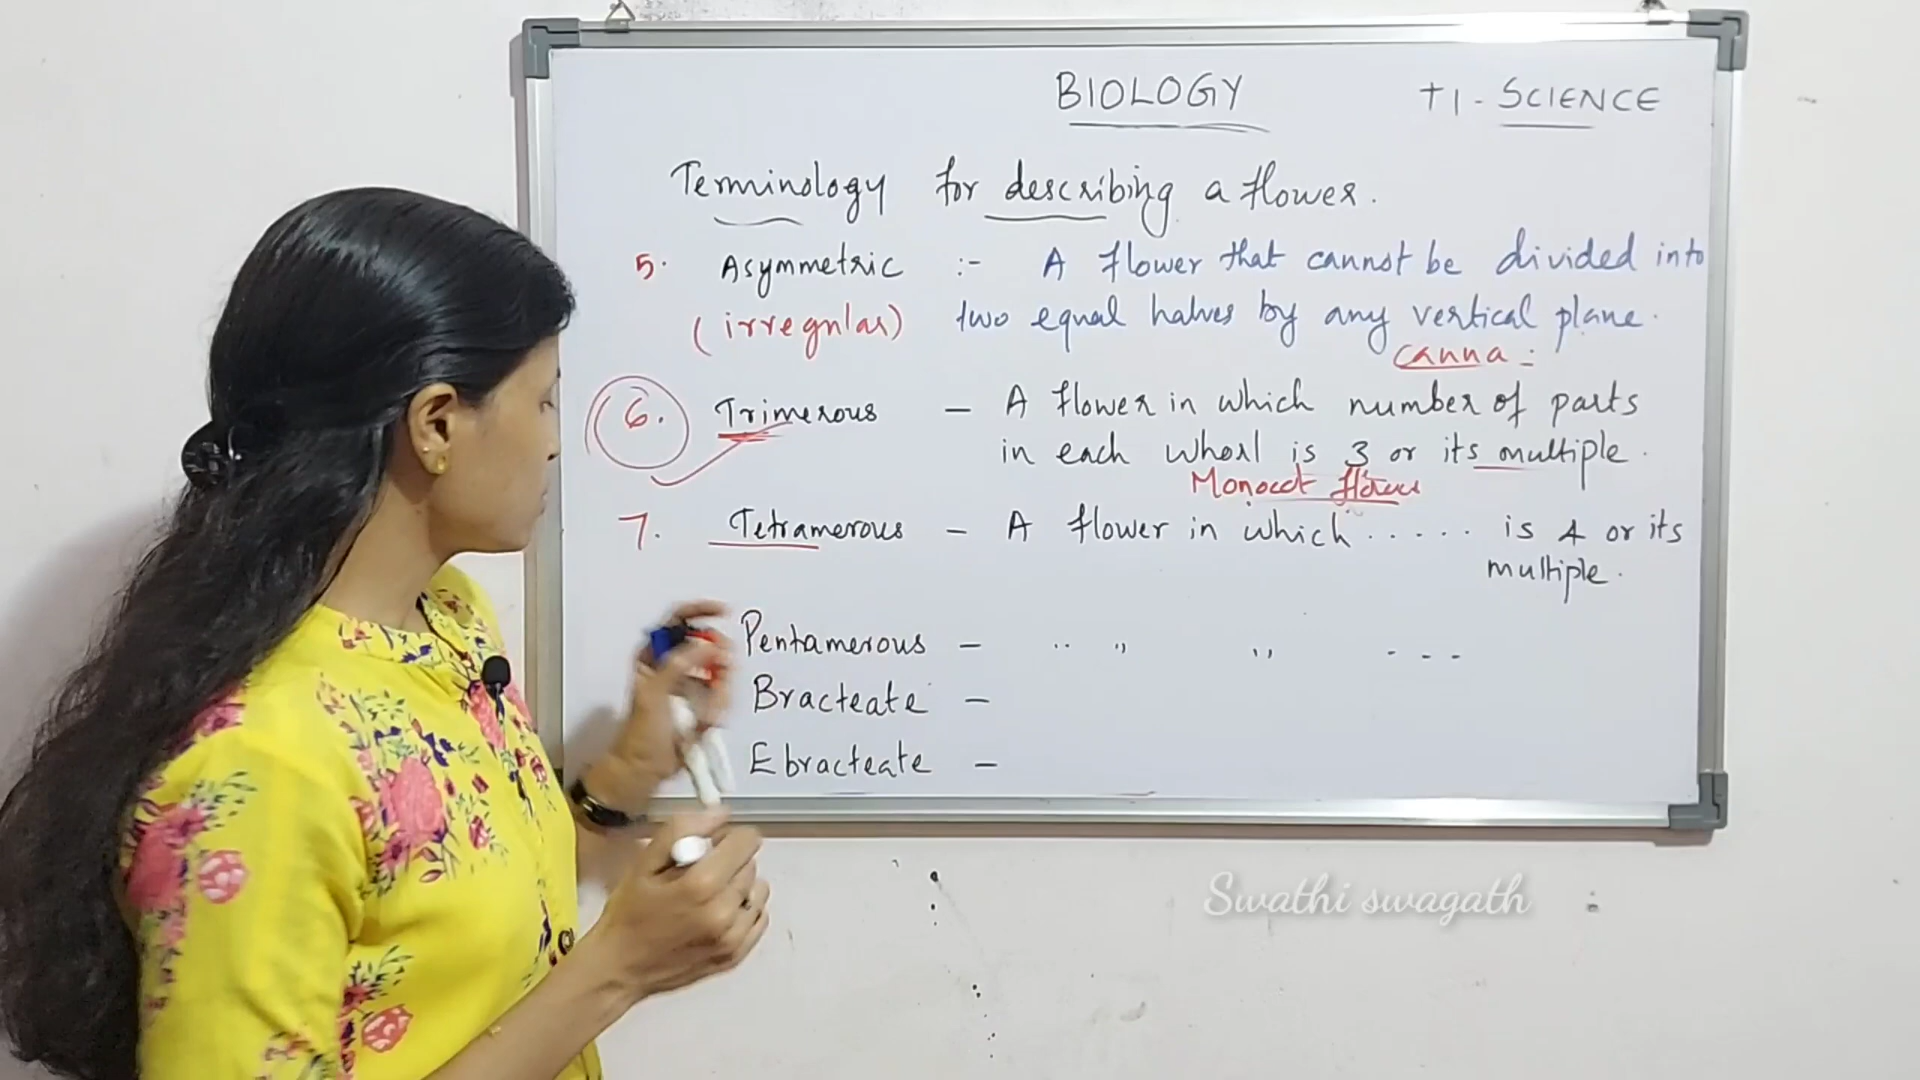 BIOLOGY
+1 - SCIENCE
Terminology for describing a flower.
5. Asymmetric :- A flower that cannot be divided into
(irregular) two equal halves by any vertical plane.
canna :
6. Trimerous - A flower in which number of parts
in each whorl is 3 or its multiple.
Monocot flower
7. Tetramerous - A flower in which ..... is 4 or its
multiple.
Pentamerous - ,, ,, ,, - - -
Bracteate -
Ebracteate -
Swathi swagath